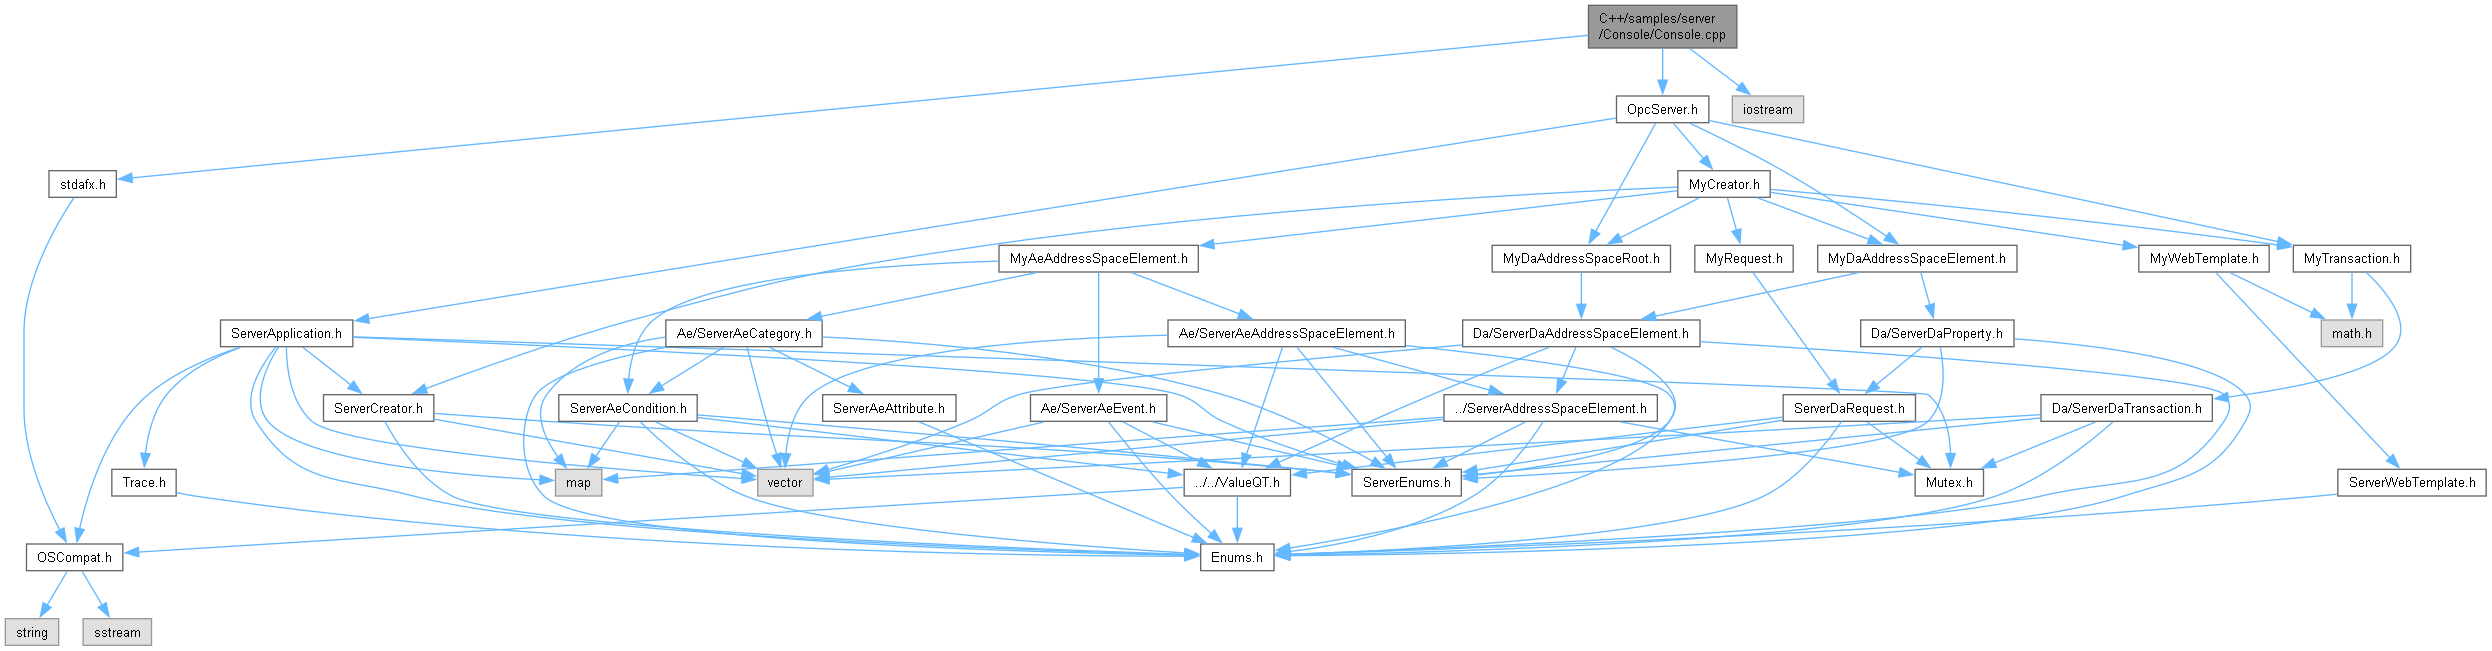 C++/samples/server
/Console/Console.cpp
OpcServer.h
iostream
stdafx.h
MyCreator.h
MyAeAddressSpaceElement.h
MyDaAddressSpaceRoot.h
MyRequest.h
MyDaAddressSpaceElement.h
MyWebTemplate.h
MyTransaction.h
ServerApplication.h
Ae/ServerAeCategory.h
Ae/ServerAeAddressSpaceElement.h
Da/ServerDaAddressSpaceElement.h
Da/ServerDaProperty.h
math.h
ServerCreator.h
ServerAeCondition.h
ServerAeAttribute.h
Ae/ServerAeEvent.h
../ServerAddressSpaceElement.h
ServerDaRequest.h
Da/ServerDaTransaction.h
Trace.h
map
vector
../../ValueQT.h
ServerEnums.h
Mutex.h
ServerWebTemplate.h
OSCompat.h
Enums.h
string
sstream